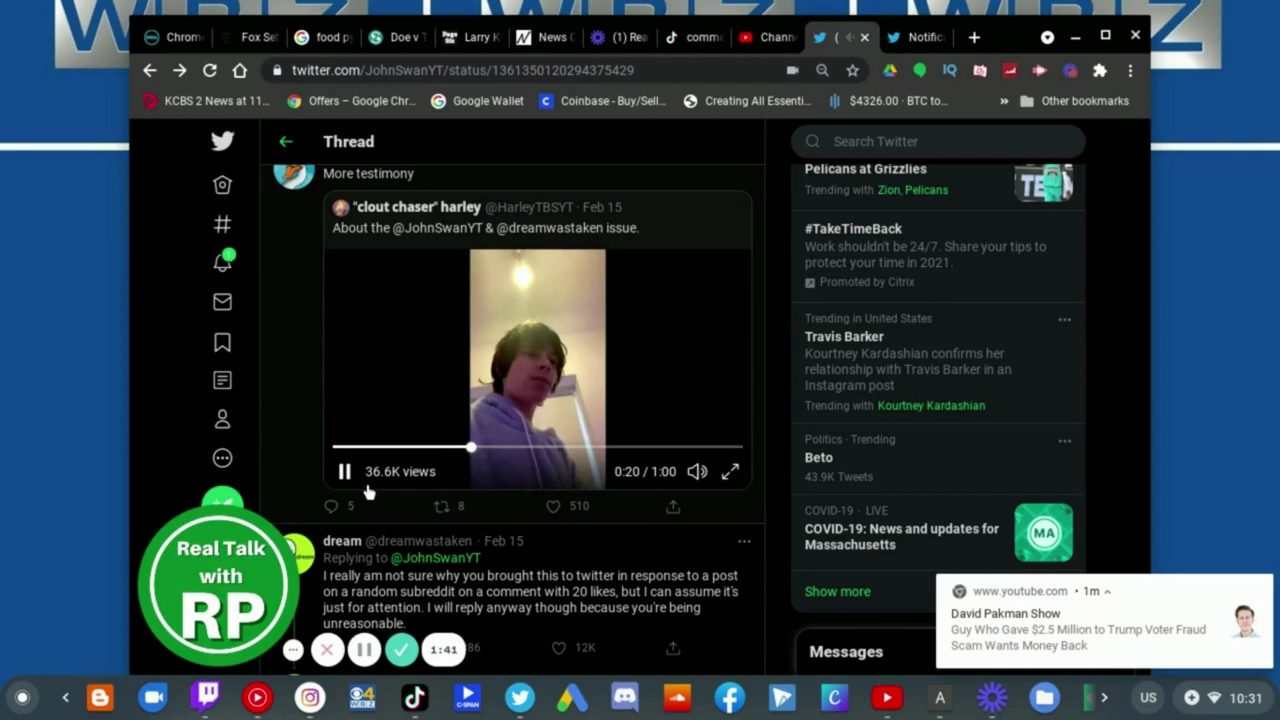 WBZ
WBZ
Chrom
Fox Se
food p
Doe v T
Page Six
Larry K
News C
(1) Rea
comme
Chann
(
Notific
twitter.com/JohnSwanYT/status/1361350120294375429
KCBS 2 News at 11...
Offers – Google Chr...
Google Wallet
Coinbase - Buy/Sell...
Creating All Essenti...
$4326.00 · BTC to...
»
Other bookmarks
Thread
More testimony
"clout chaser" harley @HarleyTBSYT · Feb 15
About the @JohnSwanYT & @dreamwastaken issue.
36.6K views
0:20 / 1:00
5
8
510
dream @dreamwastaken · Feb 15
Replying to @JohnSwanYT
I really am not sure why you brought this to twitter in response to a post
on a random subreddit on a comment with 20 likes, but I can assume it's
just for attention. I will reply anyway though because you're being
unreasonable.
86
12K
1:41
Real Talk
with
RP
1
Search Twitter
Pelicans at Grizzlies
Trending with Zion, Pelicans
#TakeTimeBack
Work shouldn't be 24/7. Share your tips to
protect your time in 2021.
Promoted by Citrix
Trending in United States
Travis Barker
Kourtney Kardashian confirms her
relationship with Travis Barker in an
Instagram post
Trending with Kourtney Kardashian
Politics · Trending
Beto
43.9K Tweets
COVID-19 · LIVE
COVID-19: News and updates for
Massachusetts
MA
Show more
Messages
www.youtube.com • 1m
David Pakman Show
Guy Who Gave $2.5 Million to Trump Voter Fraud
Scam Wants Money Back
4
WBZ
C-SPAN
US
10:31